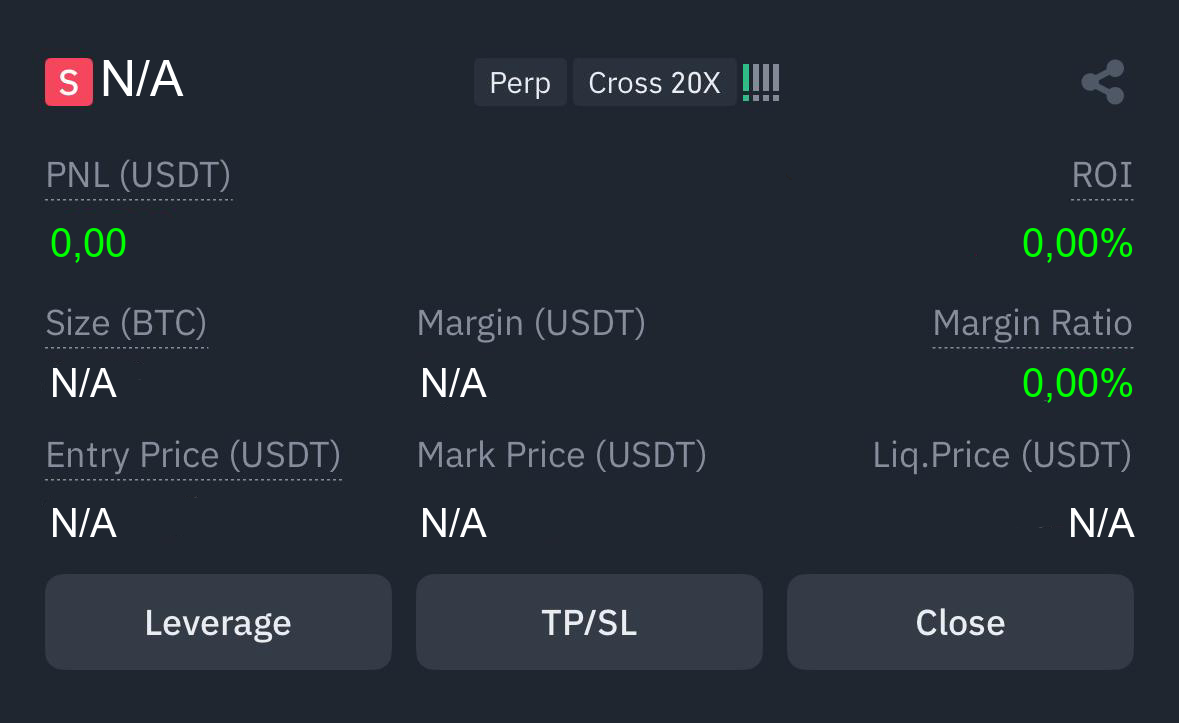 S N/A Perp Cross 20X
PNL (USDT) ROI
0,00 0,00%
Size (BTC) Margin (USDT) Margin Ratio
N/A N/A 0,00%
Entry Price (USDT) Mark Price (USDT) Liq.Price (USDT)
N/A N/A N/A
Leverage TP/SL Close